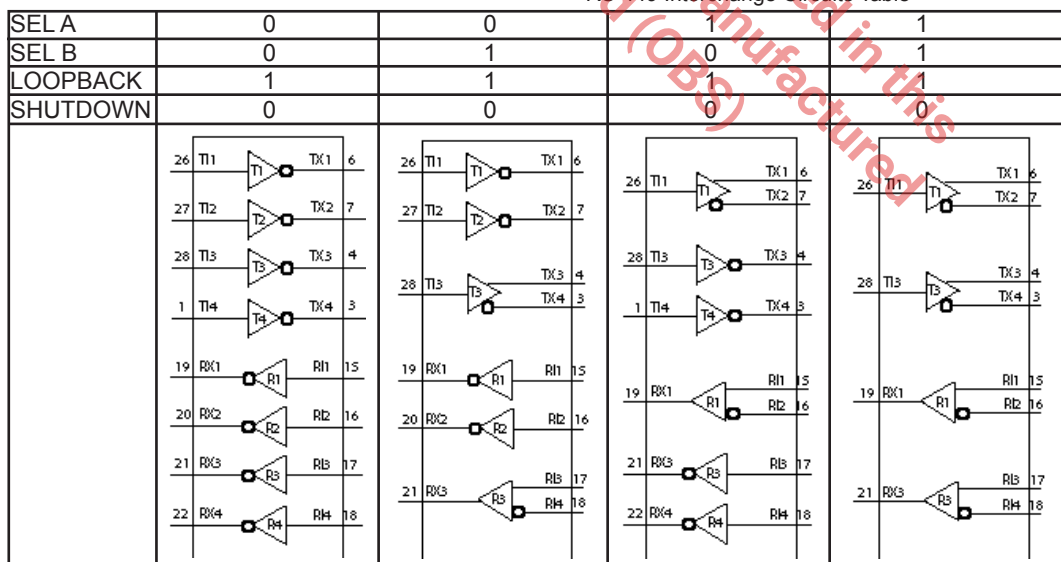 SEL A 0 0 1 1
SEL B 0 1 0 1
LOOPBACK 1 1 1 1
SHUTDOWN 0 0 0 0
26 TI1 T1 TX1 6
27 TI2 T2 TX2 7
28 TI3 T3 TX3 4
1 TI4 T4 TX4 3
19 RX1 R1 RI1 15
20 RX2 R2 RI2 16
21 RX3 R3 RI3 17
22 RX4 R4 RI4 18
26 TI1 T1 TX1 6
27 TI2 T2 TX2 7
28 TI3 T3 TX3 4
TX4 3
19 RX1 R1 RI1 15
20 RX2 R2 RI2 16
21 RX3 R3 RI3 17
RI4 18
26 TI1 T1 TX1 6
TX2 7
28 TI3 T3 TX3 4
1 TI4 T4 TX4 3
19 RX1 R1 RI1 15
RI2 16
21 RX3 R3 RI3 17
22 RX4 R4 RI4 18
26 TI1 T1 TX1 6
TX2 7
28 TI3 T3 TX3 4
TX4 3
19 RX1 R1 RI1 15
RI2 16
21 RX3 R3 RI3 17
RI4 18
in this
(OBS)